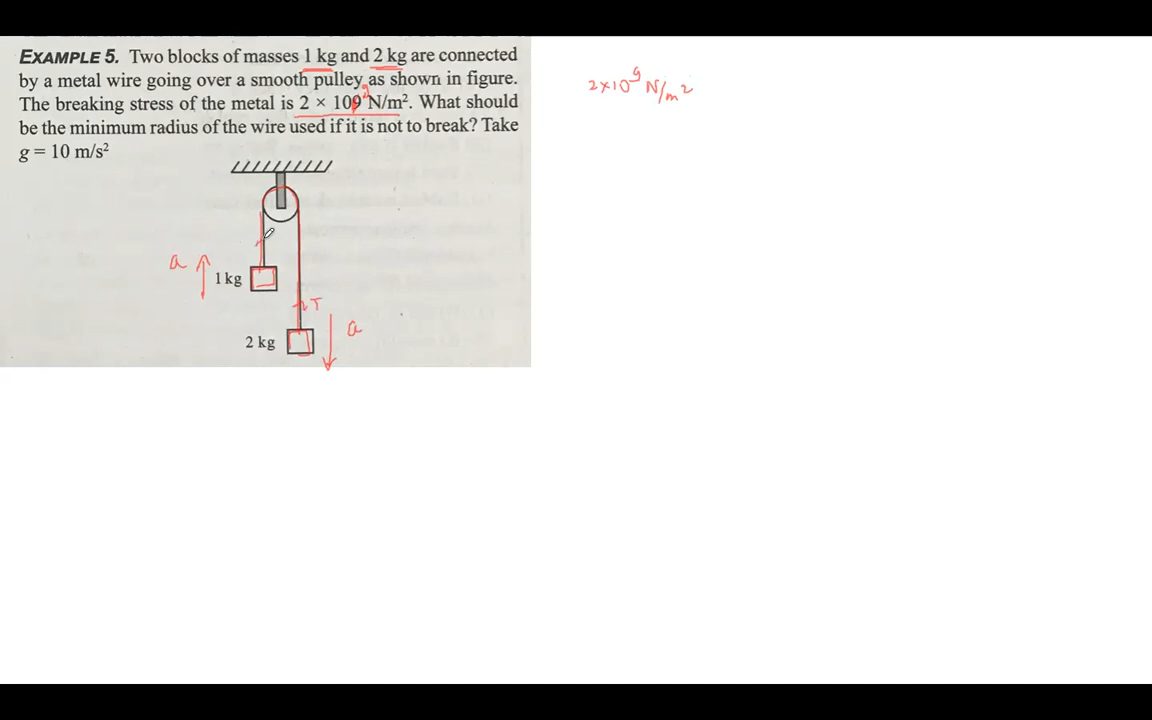 EXAMPLE 5. Two blocks of masses 1 kg and 2 kg are connected
by a metal wire going over a smooth pulley as shown in figure.
The breaking stress of the metal is 2 × 109 9 N/m². What should
be the minimum radius of the wire used if it is not to break? Take
g = 10 m/s²
2×10⁹ N/m²
a
1 kg
T
a
2 kg